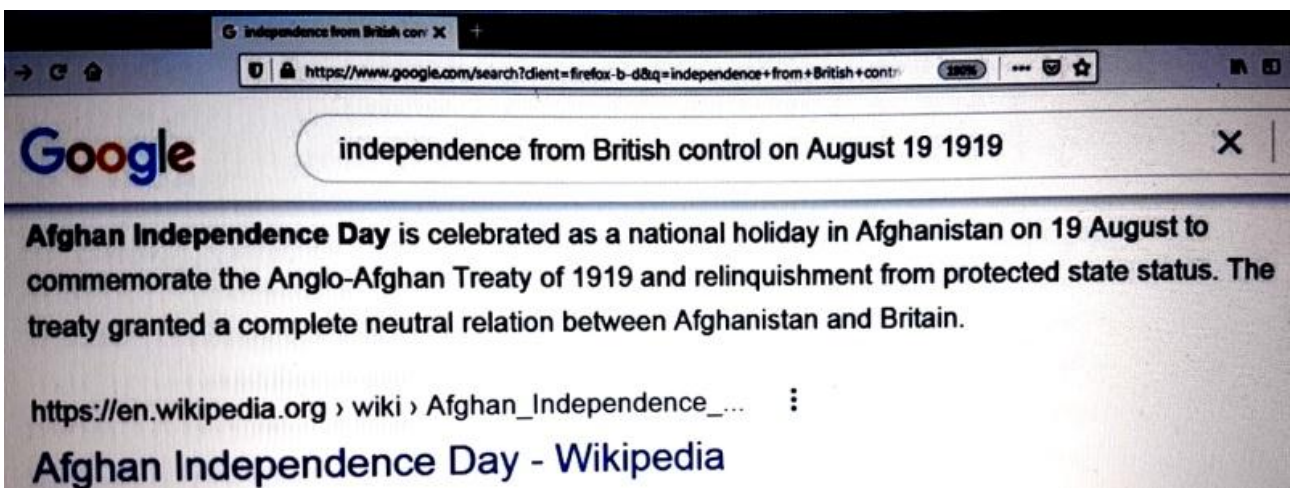 G independence from British con X +
https://www.google.com/search?client=firefox-b-d&q=independence+from+British+contr 200% ...
Google independence from British control on August 19 1919 X
Afghan Independence Day is celebrated as a national holiday in Afghanistan on 19 August to
commemorate the Anglo-Afghan Treaty of 1919 and relinquishment from protected state status. The
treaty granted a complete neutral relation between Afghanistan and Britain.
https://en.wikipedia.org › wiki › Afghan_Independence_...
Afghan Independence Day - Wikipedia